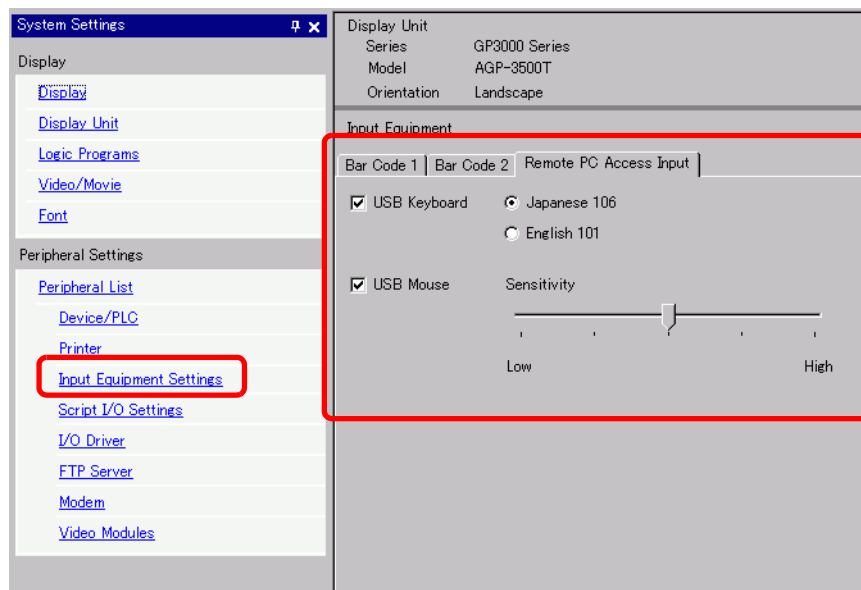 System Settings
Display
Display
Display Unit
Logic Programs
Video/Movie
Font
Peripheral Settings
Peripheral List
Device/PLC
Printer
Input Equipment Settings
Script I/O Settings
I/O Driver
FTP Server
Modem
Video Modules
Display Unit
Series GP3000 Series
Model AGP-3500T
Orientation Landscape
Input Equipment
Bar Code 1 Bar Code 2 Remote PC Access Input
USB Keyboard Japanese 106
English 101
USB Mouse Sensitivity
Low High